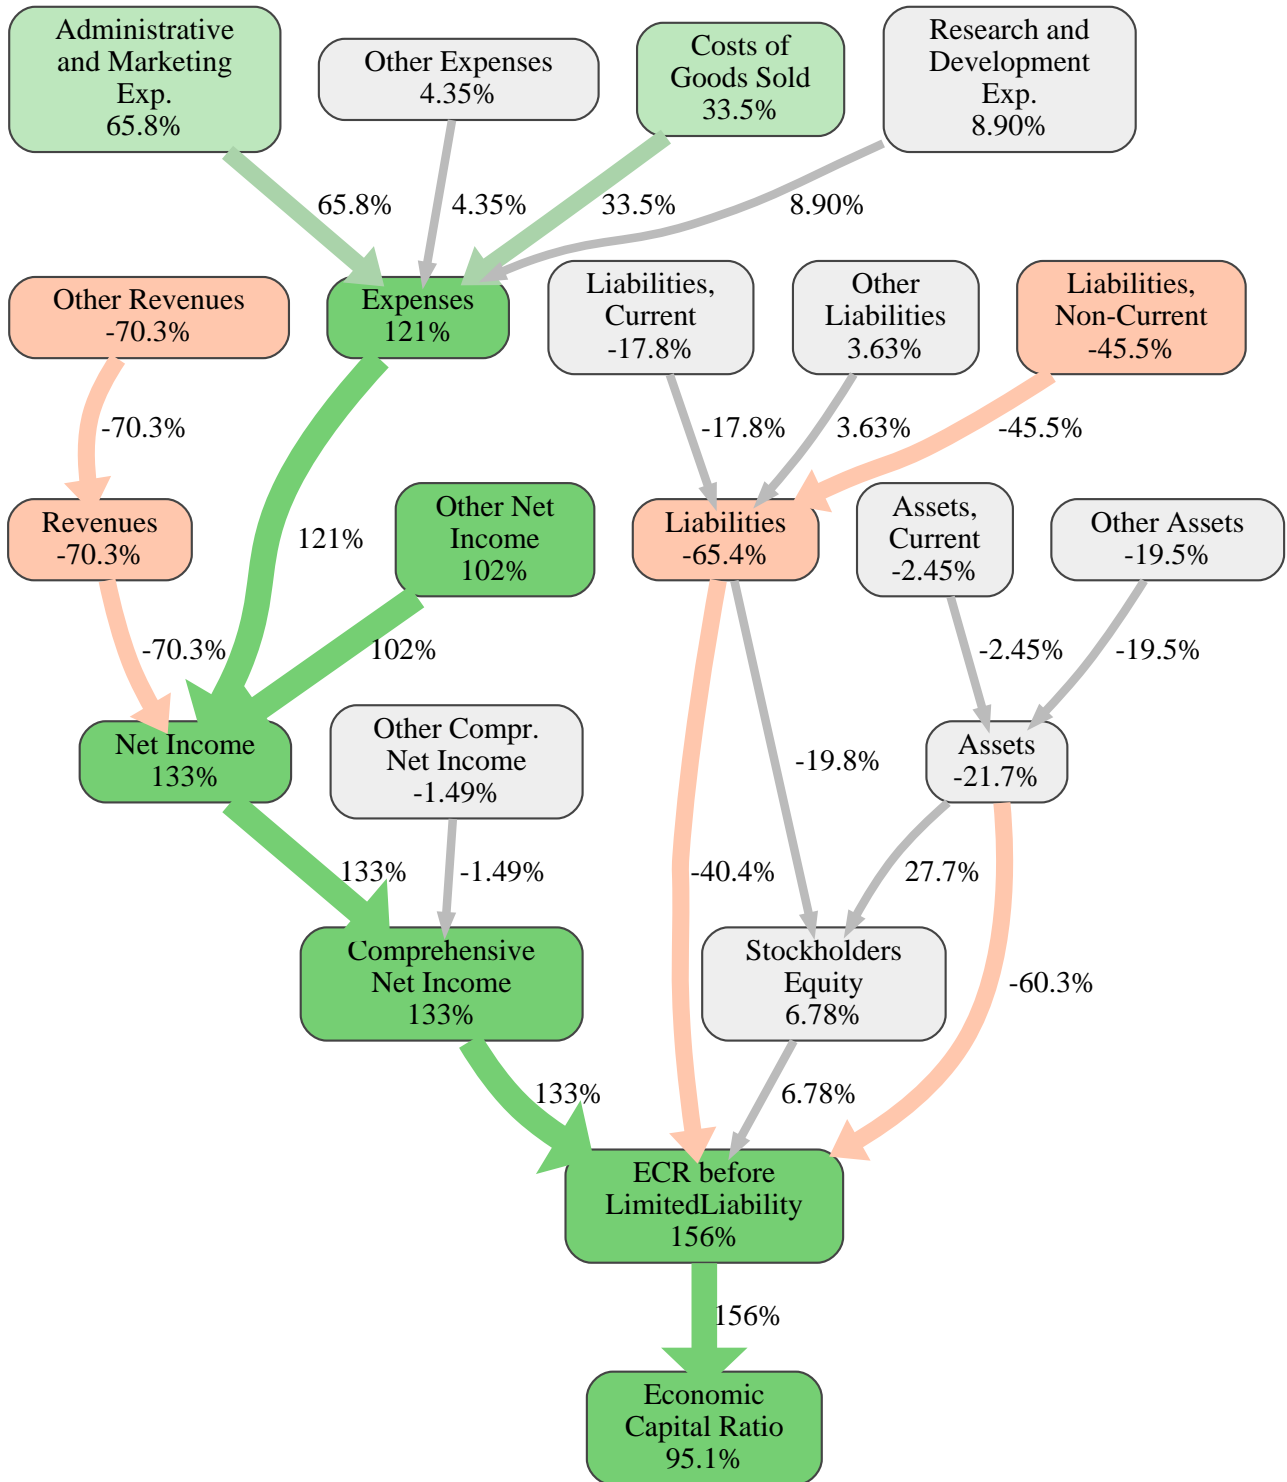 Administrative
and Marketing
Exp.
65.8%
Other Expenses
4.35%
Costs of
Goods Sold
33.5%
Research and
Development
Exp.
8.90%
65.8%
4.35%
33.5%
8.90%
Other Revenues
-70.3%
Expenses
121%
Liabilities,
Current
-17.8%
Other
Liabilities
3.63%
Liabilities,
Non-Current
-45.5%
-70.3%
-17.8%
3.63%
-45.5%
Revenues
-70.3%
121%
Other Net
Income
102%
Liabilities
-65.4%
Assets,
Current
-2.45%
Other Assets
-19.5%
-70.3%
102%
-2.45%
-19.5%
Net Income
133%
Other Compr.
Net Income
-1.49%
-19.8%
Assets
-21.7%
133%
-1.49%
-40.4%
27.7%
Comprehensive
Net Income
133%
Stockholders
Equity
6.78%
-60.3%
133%
6.78%
ECR before
LimitedLiability
156%
156%
Economic
Capital Ratio
95.1%